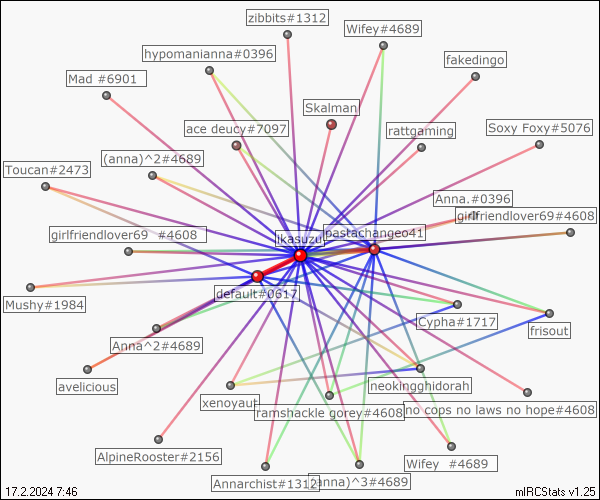 zibbits#1312
Wifey#4689
hypomanianna#0396
fakedingo
Mad #6901
Skalman
ace deucy#7097
rattgaming
Soxy Foxy#5076
(anna)^2#4689
Toucan#2473
Anna.#0396
girlfriendlover69#4608
pastachangeo41
ikasuzu
girlfriendlover69 #4608
default#0617
Mushy#1984
Cypha#1717
frisout
Anna^2#4689
avelicious
neokingghidorah
xenoyaut
ramshackle gorey#4608
no cops no laws no hope#4608
AlpineRooster#2156
Wifey #4689
Annarchist#1312
anna)^3#4689
17.2.2024 7:46
mIRCStats v1.25